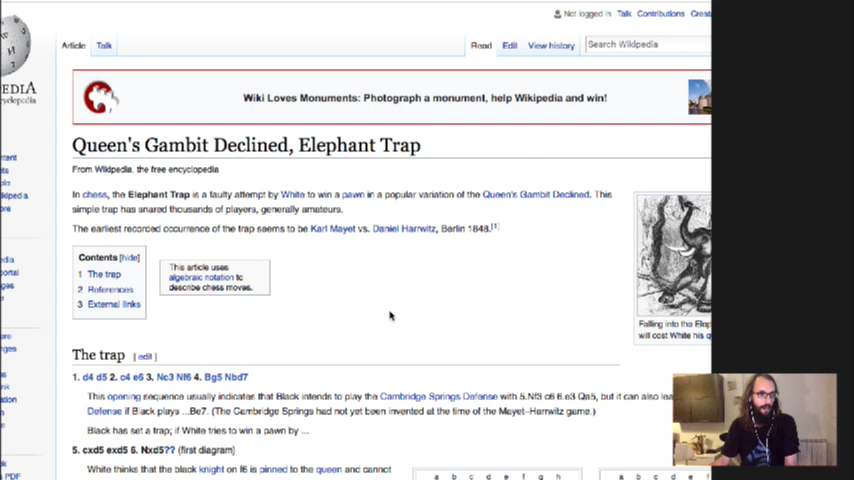 Not logged in Talk Contributions
Article Talk Read Edit View history Search Wikipedia
Wiki Loves Monuments: Photograph a monument, help Wikipedia and win!
Queen's Gambit Declined, Elephant Trap
From Wikipedia, the free encyclopedia
In chess, the Elephant Trap is a faulty attempt by White to win a pawn in a popular variation of the Queen's Gambit Declined. This
simple trap has snared thousands of players, generally amateurs.
The earliest recorded occurrence of the trap seems to be Karl Mayet vs. Daniel Harrwitz, Berlin 1848.[1]
Contents [hide]
1 The trap
2 References
3 External links
This article uses
algebraic notation to
describe chess moves.
Falling into the Elep
will cost White his q
The trap [ edit ]
1. d4 d5 2. c4 e6 3. Nc3 Nf6 4. Bg5 Nbd7
This opening sequence usually indicates that Black intends to play the Cambridge Springs Defense with 5.Nf3 c6 6.e3 Qa5, but it can also lea
Defense if Black plays ...Be7. (The Cambridge Springs had not yet been invented at the time of the Mayet–Harrwitz game.)
Black has set a trap; if White tries to win a pawn by ...
5. cxd5 exd5 6. Nxd5?? (first diagram)
White thinks that the black knight on f6 is pinned to the queen and cannot
a b c d e f g h
a b c d e f